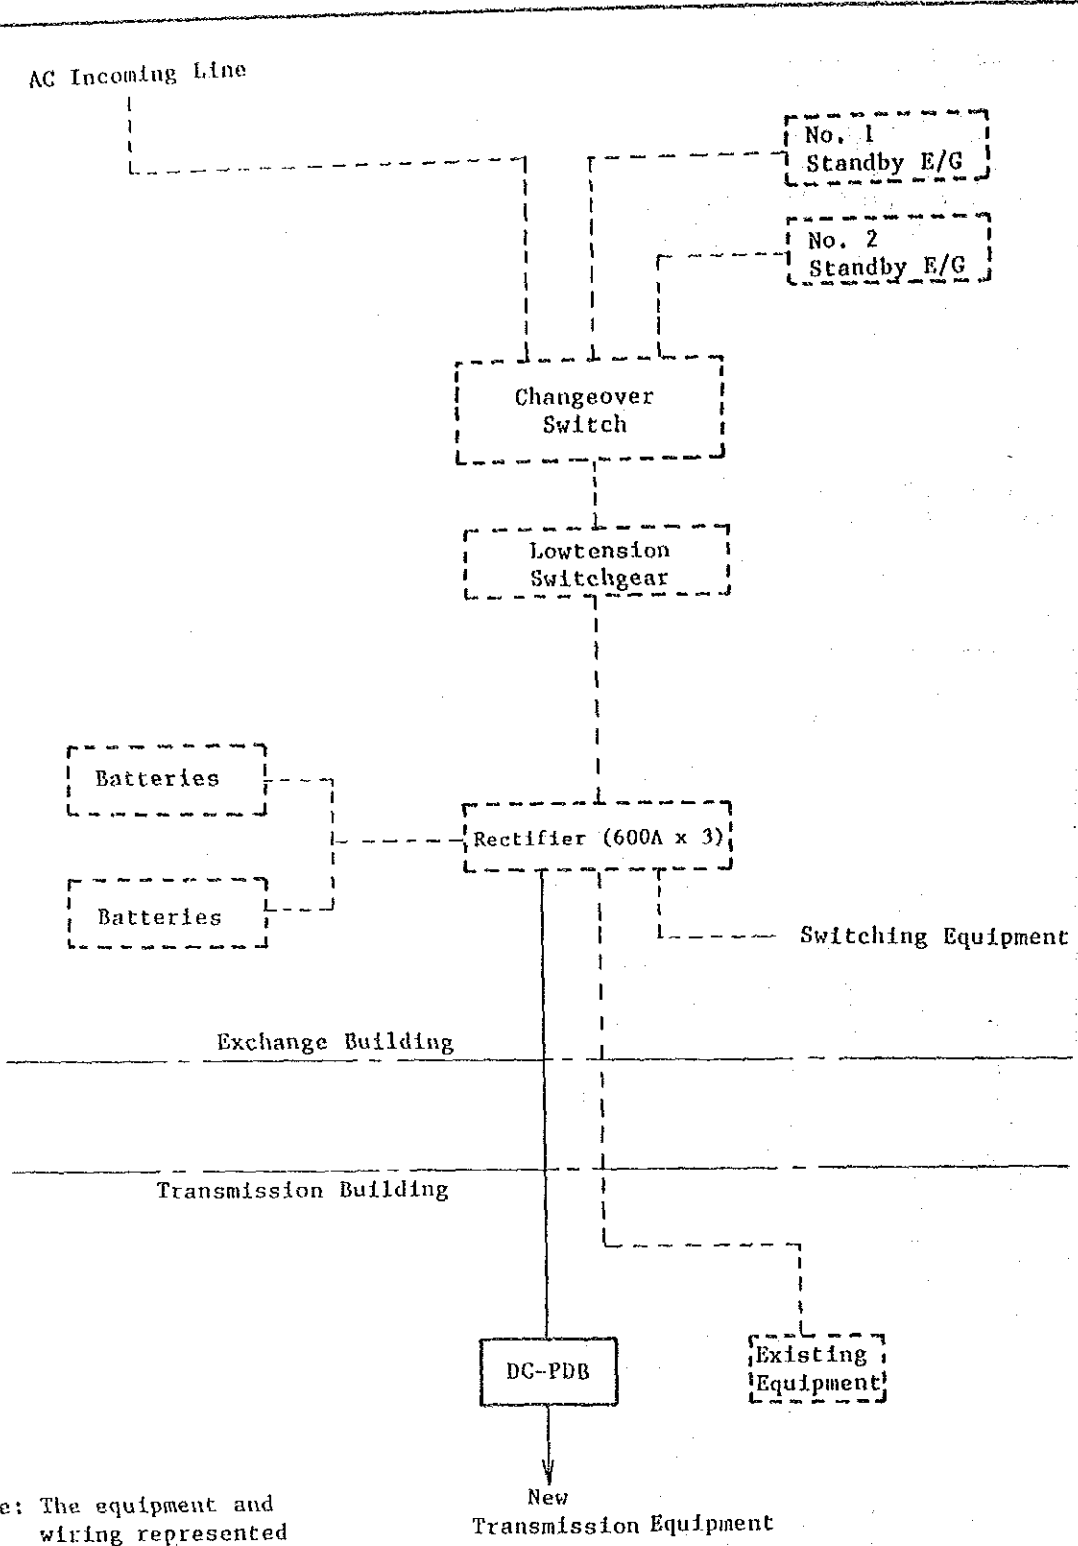 AC Incoming Line
No. 1
Standby E/G
No. 2
Standby E/G
Changeover
Switch
Lowtension
Switchgear
Batteries
Rectifier (600A x 3)
Batteries
Switching Equipment
Exchange Building
Transmission Building
DC-PDB
Existing
Equipment
New
Transmission Equipment
e: The equipment and
wiring represented